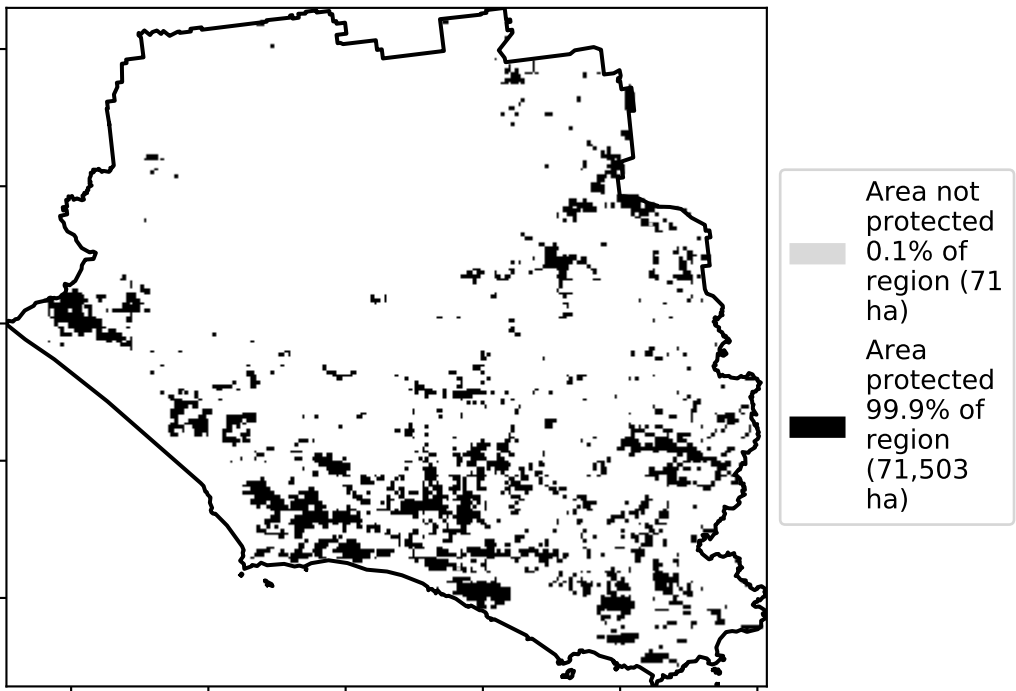 Area not
protected
0.1% of
region (71
ha)
Area
protected
99.9% of
region
(71,503
ha)